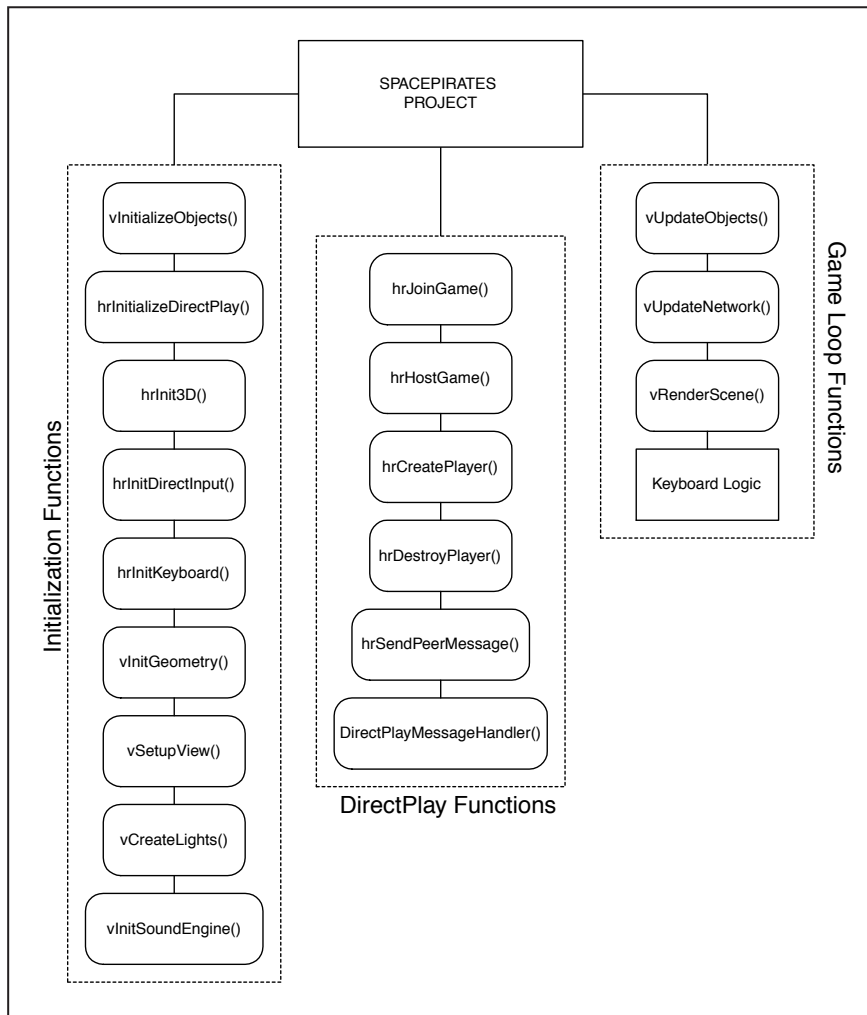 SPACEPIRATES
PROJECT
Initialization Functions
vInitializeObjects()
hrInitializeDirectPlay()
hrInit3D()
hrInitDirectInput()
hrInitKeyboard()
vInitGeometry()
vSetupView()
vCreateLights()
vInitSoundEngine()
hrJoinGame()
hrHostGame()
hrCreatePlayer()
hrDestroyPlayer()
hrSendPeerMessage()
DirectPlayMessageHandler()
DirectPlay Functions
vUpdateObjects()
vUpdateNetwork()
vRenderScene()
Keyboard Logic
Game Loop Functions